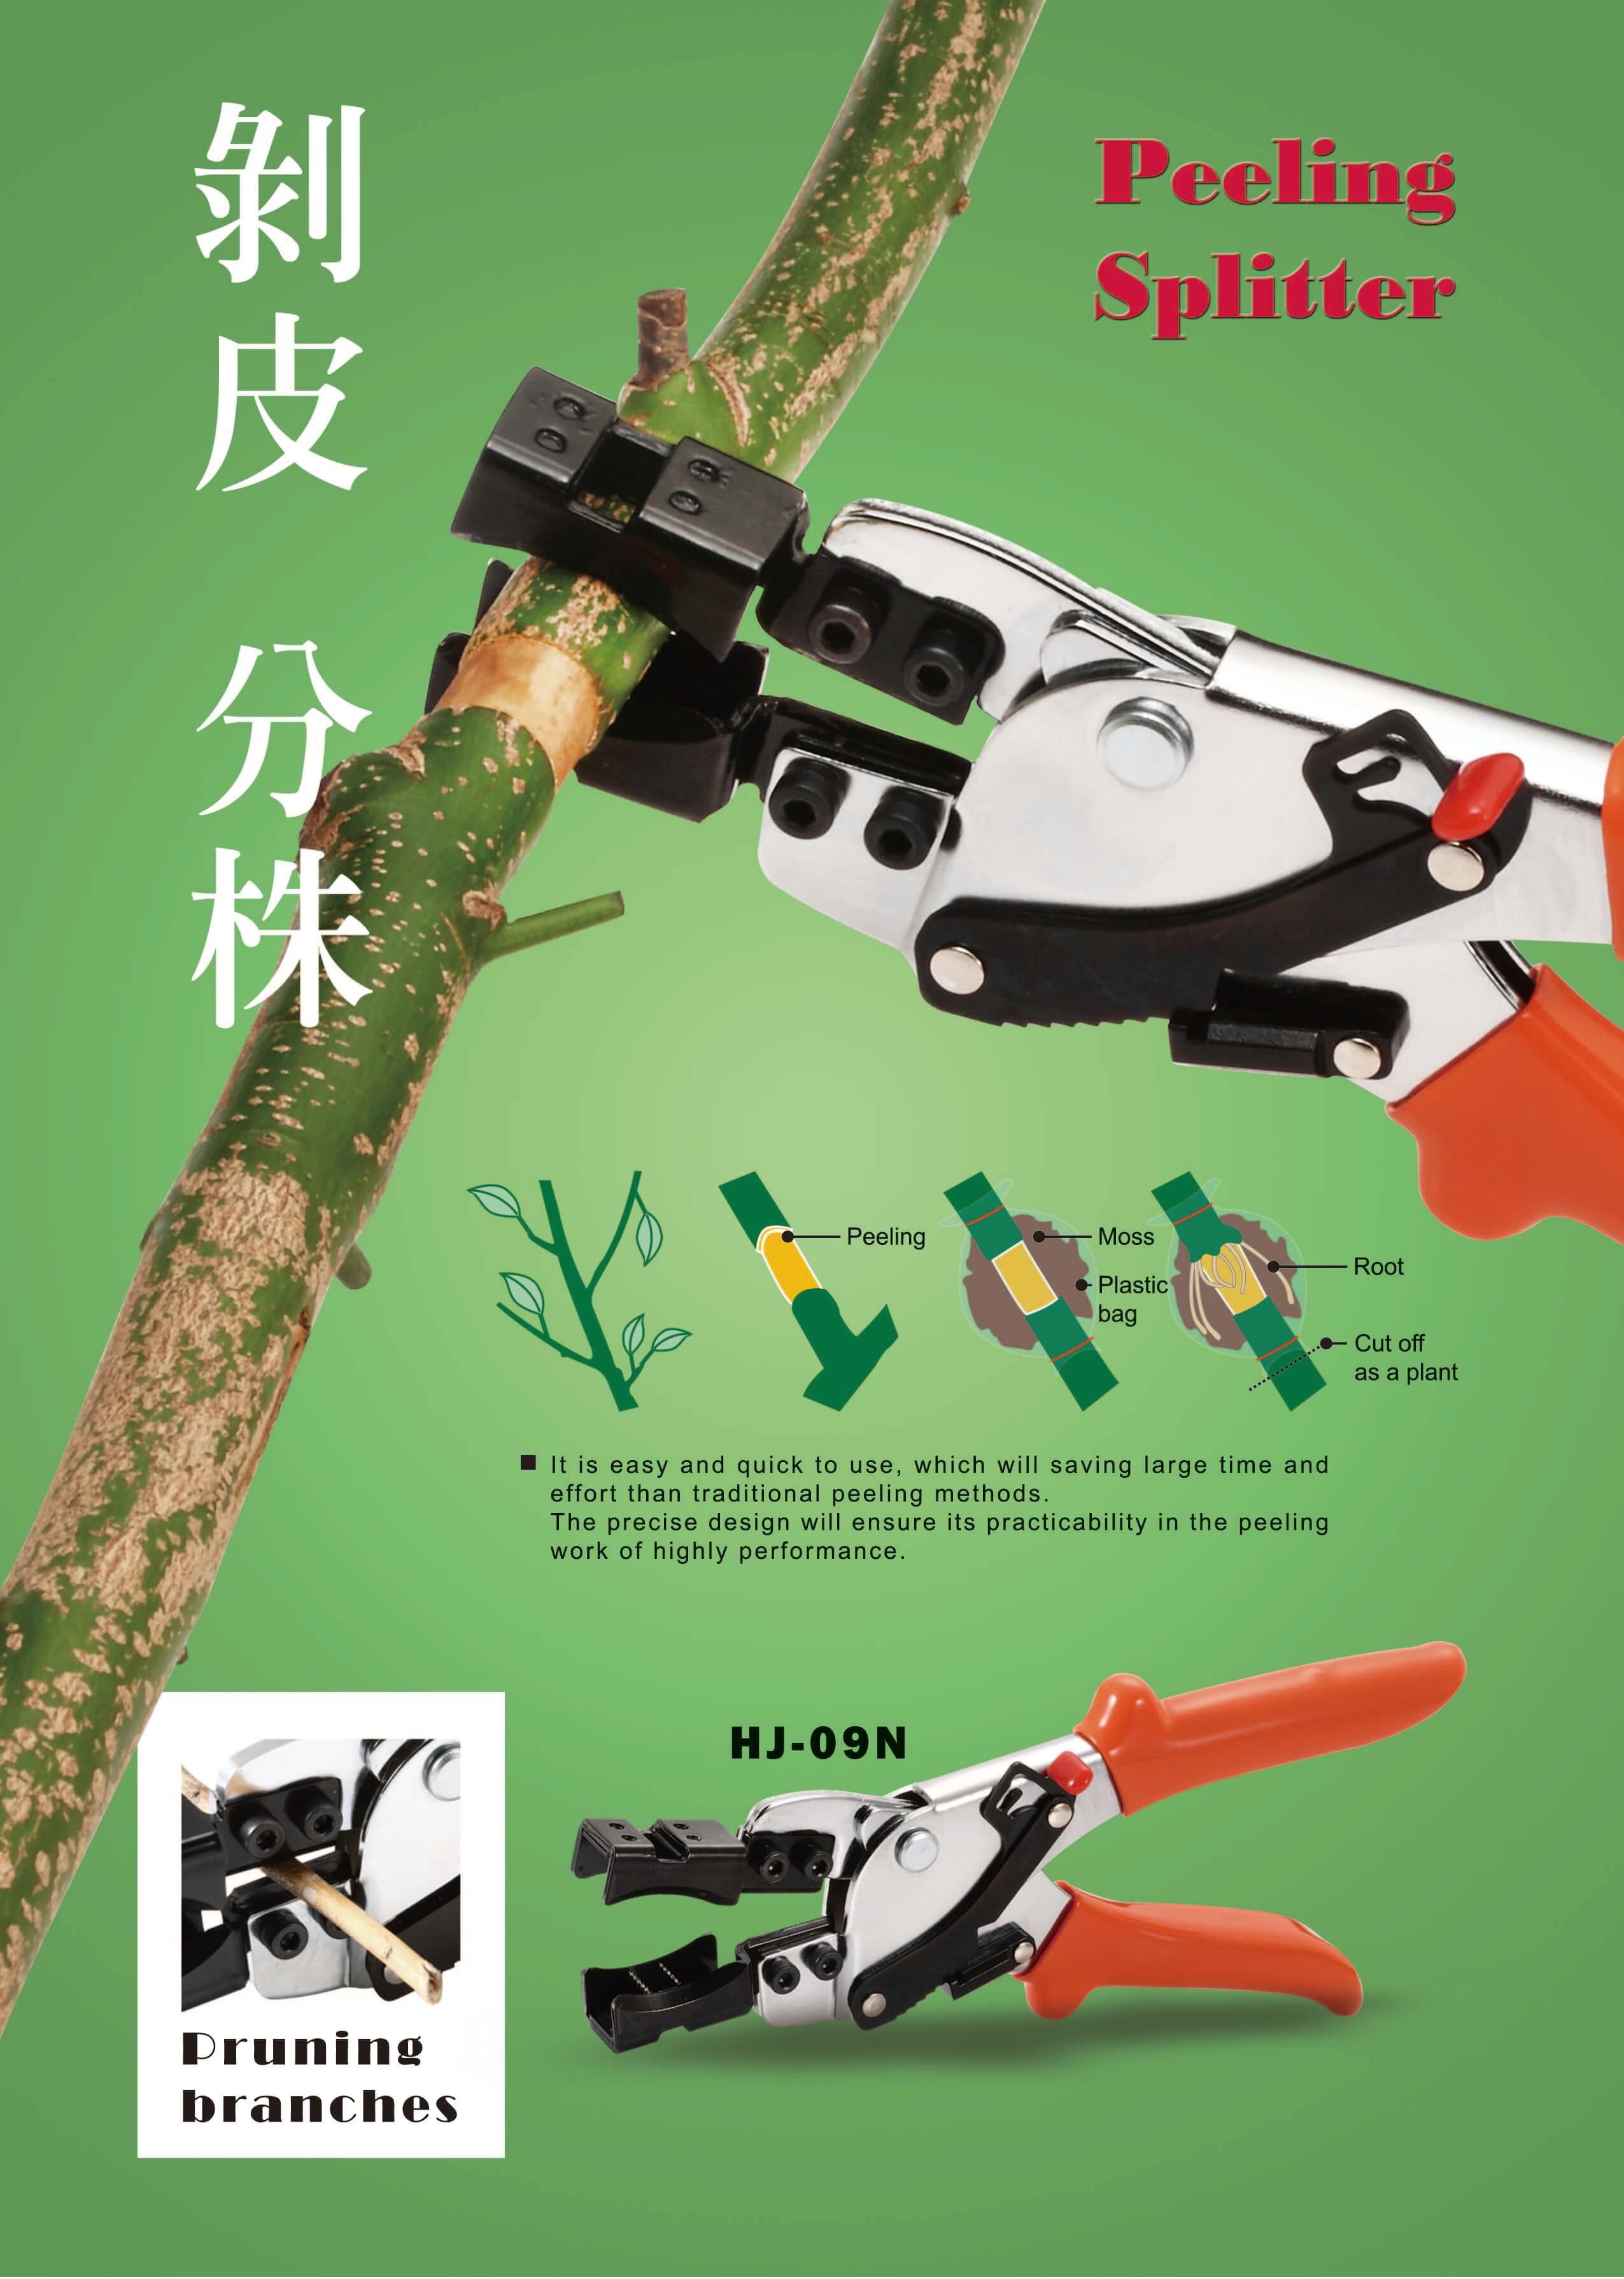 剝皮 分株
Peeling
Splitter
Peeling
Moss
Plastic
bag
Root
Cut off
as a plant
■ It is easy and quick to use, which will saving large time and
effort than traditional peeling methods.
The precise design will ensure its practicability in the peeling
work of highly performance.
HJ-09N
Pruning
branches